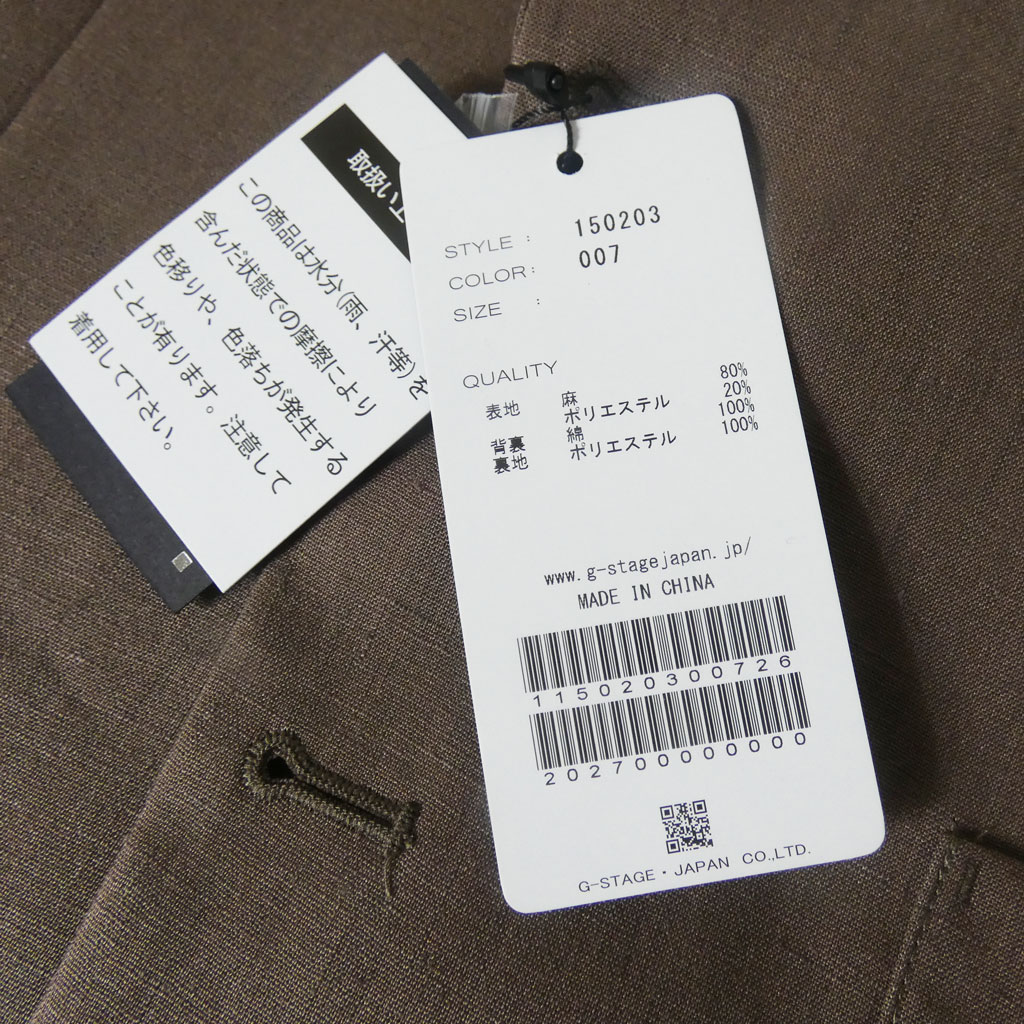 取扱い上
この商品は水分(雨、汗等)を
含んだ状態での摩擦により
色移りや、色落ちが発生する
ことが有ります。注意して
着用して下さい。
STYLE : 150203
COLOR: 007
SIZE :
QUALITY
表地 麻 80%
ポリエステル 20%
背裏 綿 100%
裏地 ポリエステル 100%
www.g-stagejapan.jp/
MADE IN CHINA
115020300726
2027000000000
G-STAGE・JAPAN CO.,LTD.